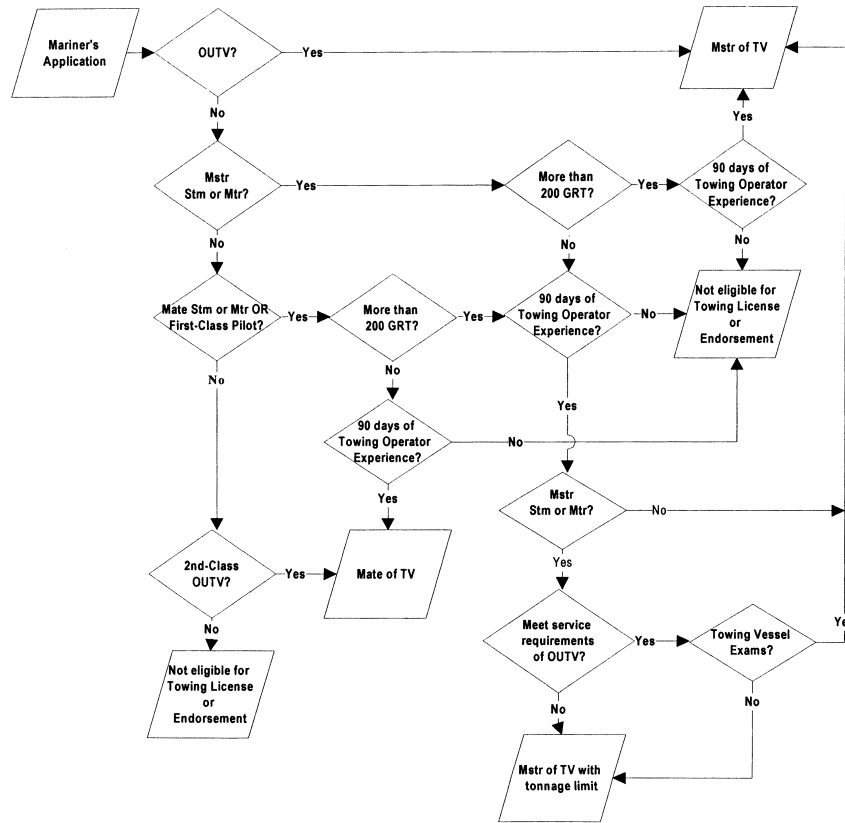 Mariner's
Application
OUTV?
Yes
Mstr of TV
No
Yes
Mstr
Stm or Mtr?
Yes
More than
200 GRT?
Yes
90 days of
Towing Operator
Experience?
No
No
No
Mate Stm or Mtr OR
First-Class Pilot?
Yes
More than
200 GRT?
Yes
90 days of
Towing Operator
Experience?
No
Not eligible for
Towing License
or
Endorsement
No
No
Yes
90 days of
Towing Operator
Experience?
No
Yes
Mstr
Stm or Mtr?
No
2nd-Class
OUTV?
Yes
Mate of TV
Yes
No
Meet service
requirements
of OUTV?
Yes
Towing Vessel
Exams?
Ye
Not eligible for
Towing License
or
Endorsement
No
No
Mstr of TV with
tonnage limit